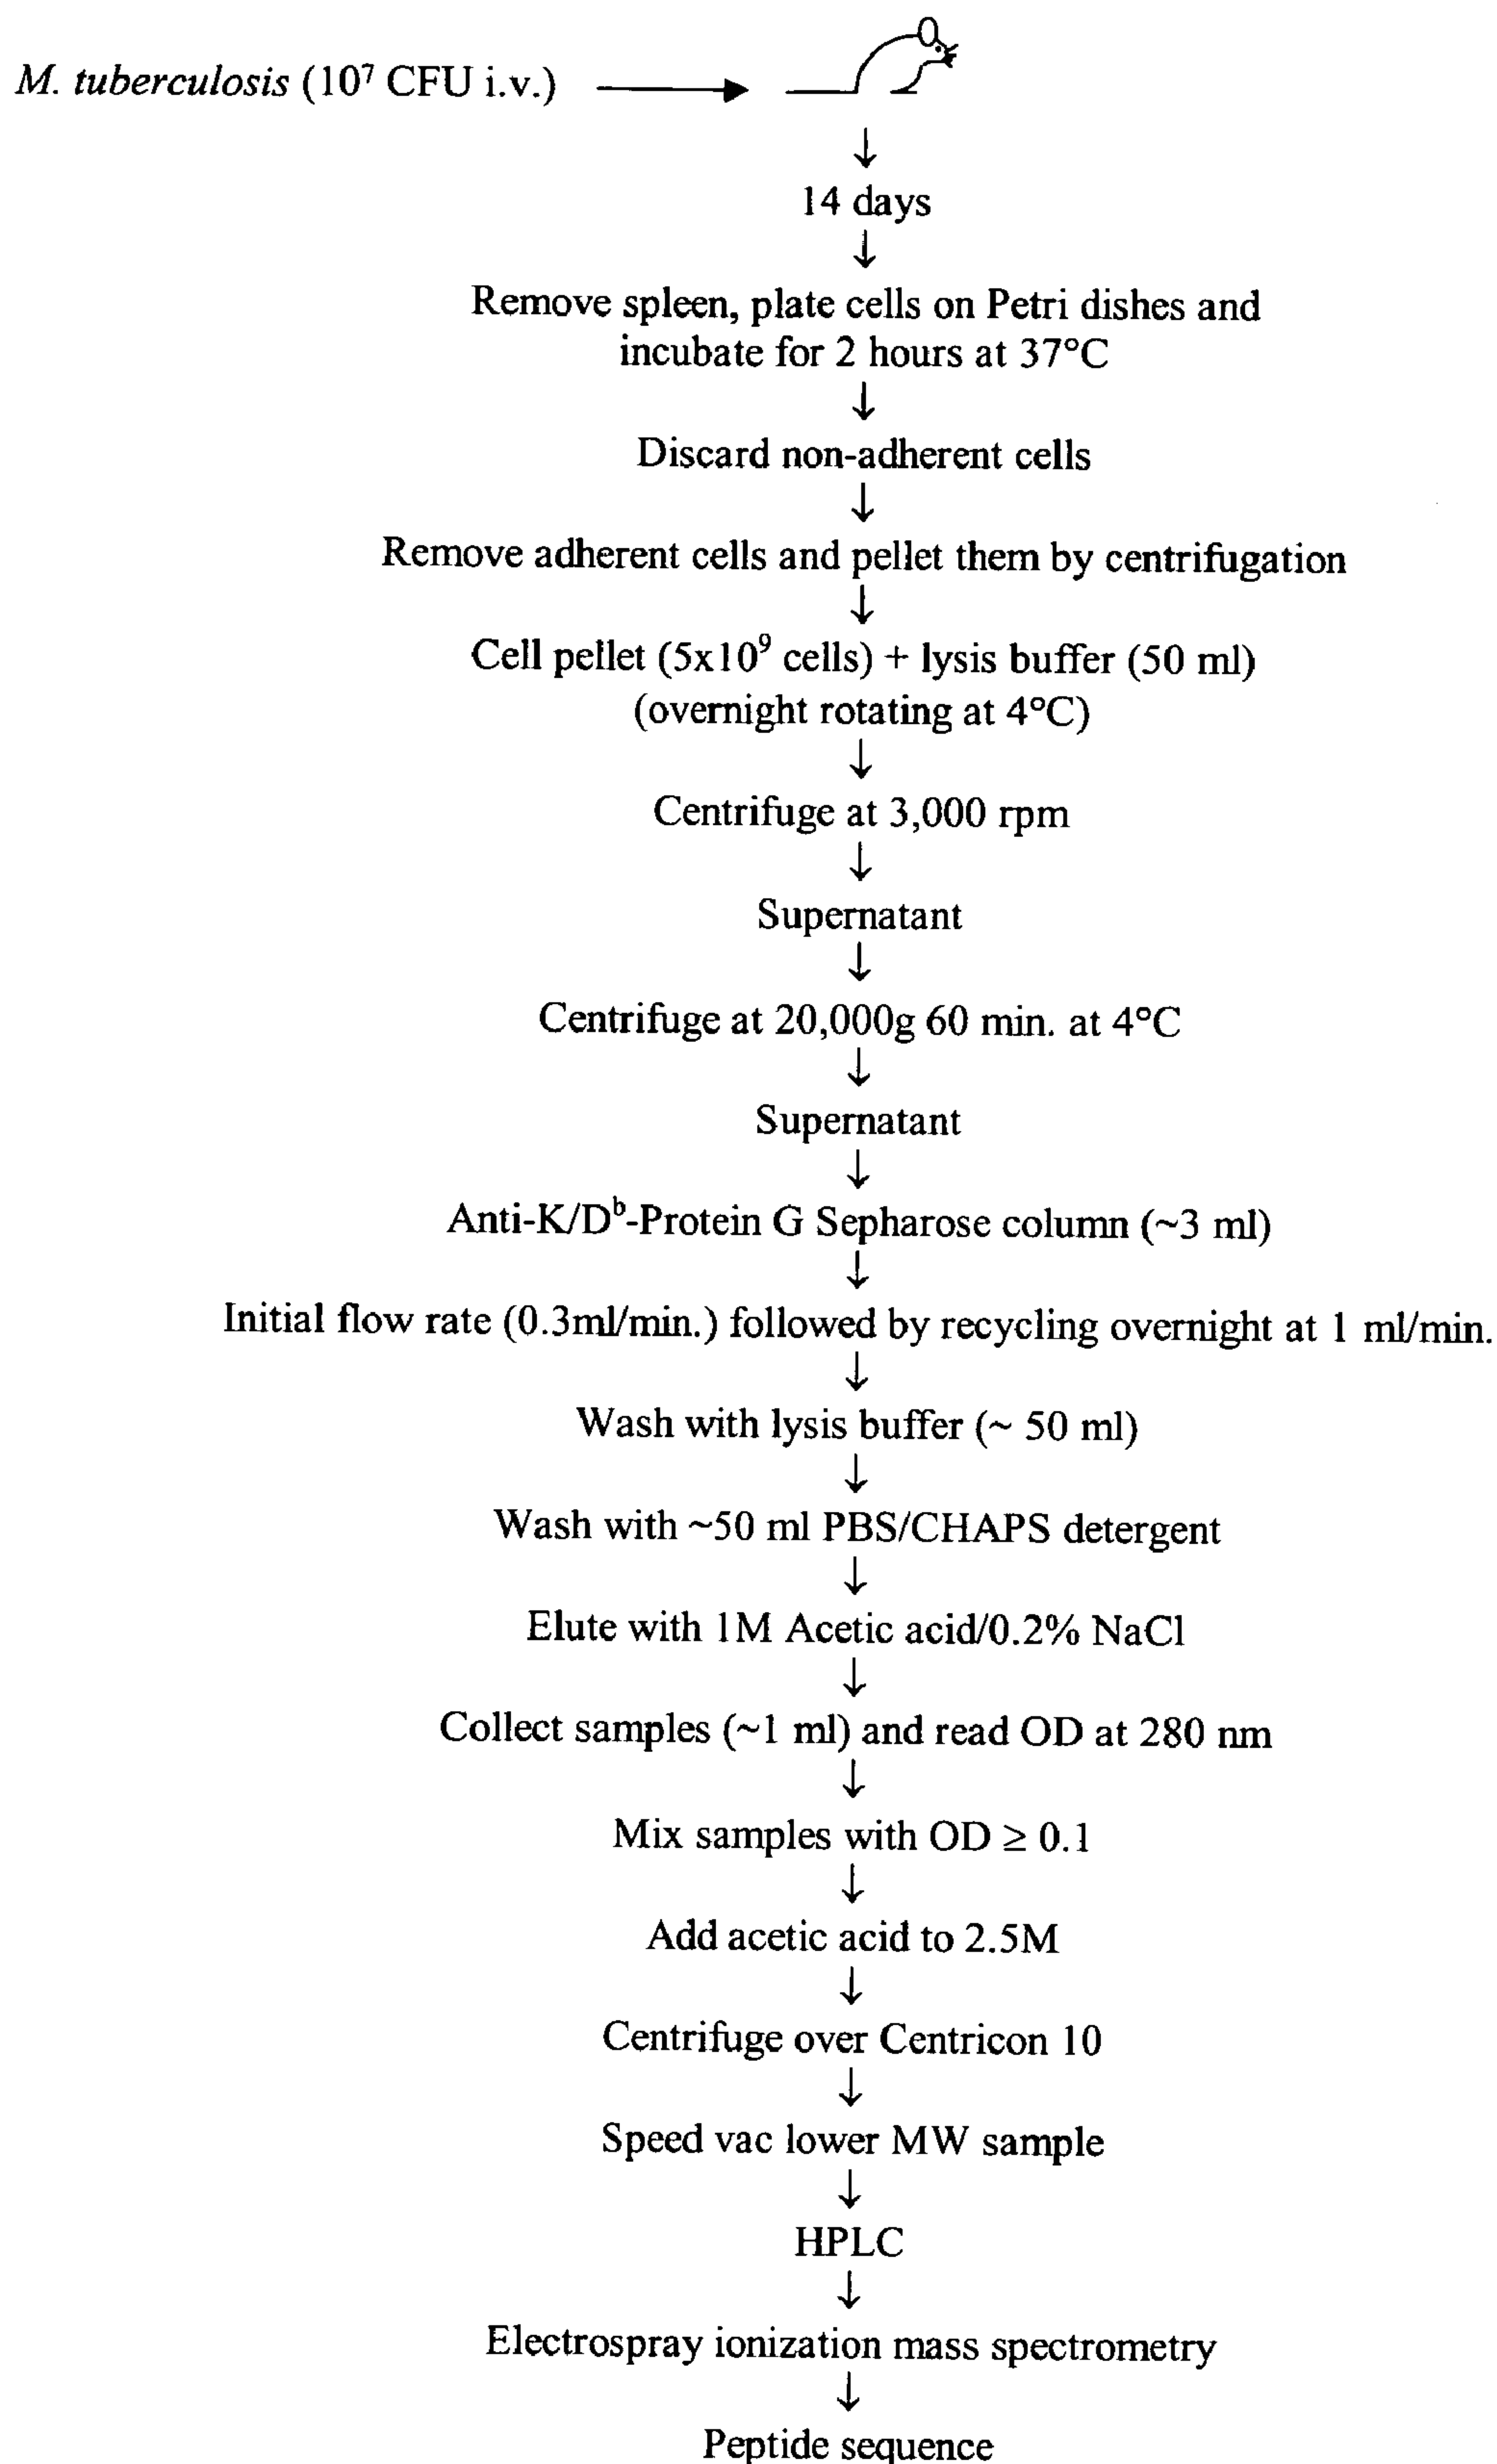 M. tuberculosis (10⁷ CFU i.v.)
14 days
Remove spleen, plate cells on Petri dishes and
incubate for 2 hours at 37°C
Discard non-adherent cells
Remove adherent cells and pellet them by centrifugation
Cell pellet (5x10⁹ cells) + lysis buffer (50 ml)
(overnight rotating at 4°C)
Centrifuge at 3,000 rpm
Supernatant
Centrifuge at 20,000g 60 min. at 4°C
Supernatant
Anti-K/Dᵇ-Protein G Sepharose column (~3 ml)
Initial flow rate (0.3ml/min.) followed by recycling overnight at 1 ml/min.
Wash with lysis buffer (~ 50 ml)
Wash with ~50 ml PBS/CHAPS detergent
Elute with 1M Acetic acid/0.2% NaCl
Collect samples (~1 ml) and read OD at 280 nm
Mix samples with OD ≥ 0.1
Add acetic acid to 2.5M
Centrifuge over Centricon 10
Speed vac lower MW sample
HPLC
Electrospray ionization mass spectrometry
Peptide sequence